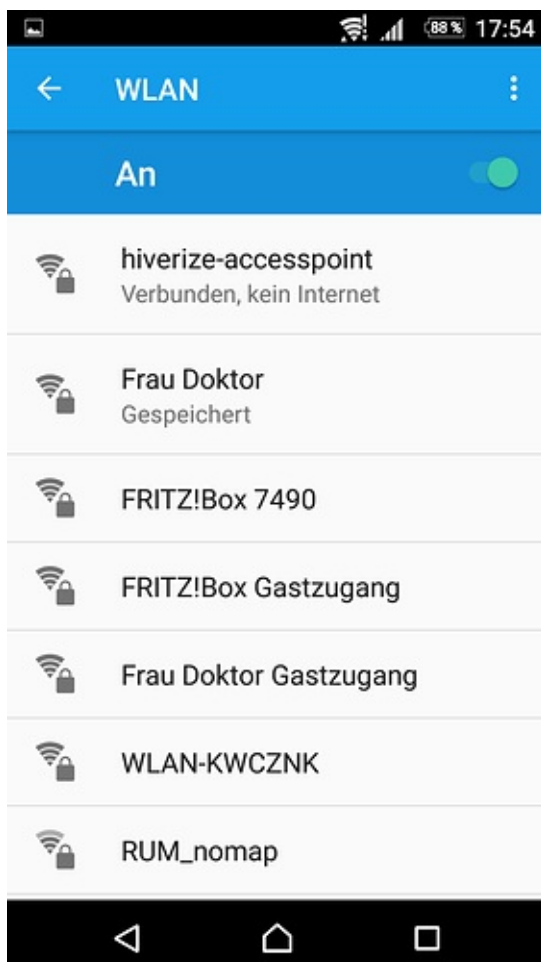 88 % 17:54
WLAN
An
hiverize-accesspoint
Verbunden, kein Internet
Frau Doktor
Gespeichert
FRITZ!Box 7490
FRITZ!Box Gastzugang
Frau Doktor Gastzugang
WLAN-KWCZNK
RUM_nomap